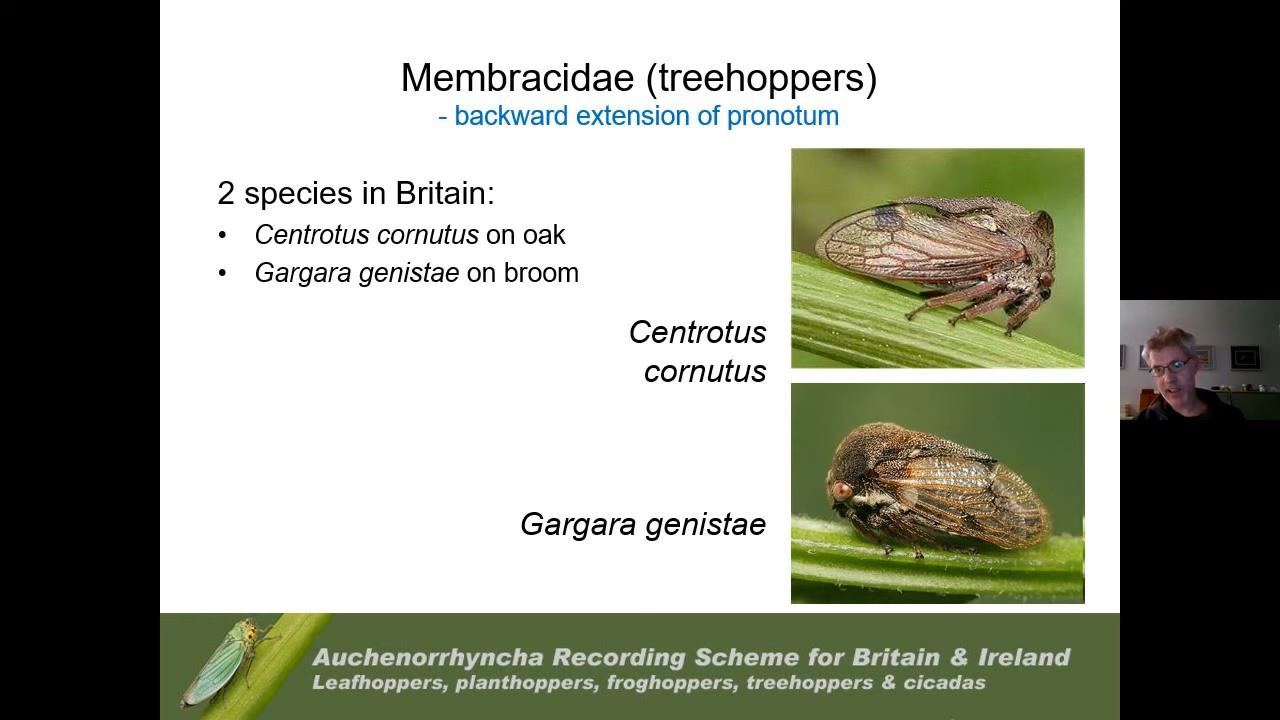 Membracidae (treehoppers)
- backward extension of pronotum
2 species in Britain:
• Centrotus cornutus on oak
• Gargara genistae on broom
Centrotus
cornutus
Gargara genistae
Auchenorrhyncha Recording Scheme for Britain & Ireland
Leafhoppers, planthoppers, froghoppers, treehoppers & cicadas